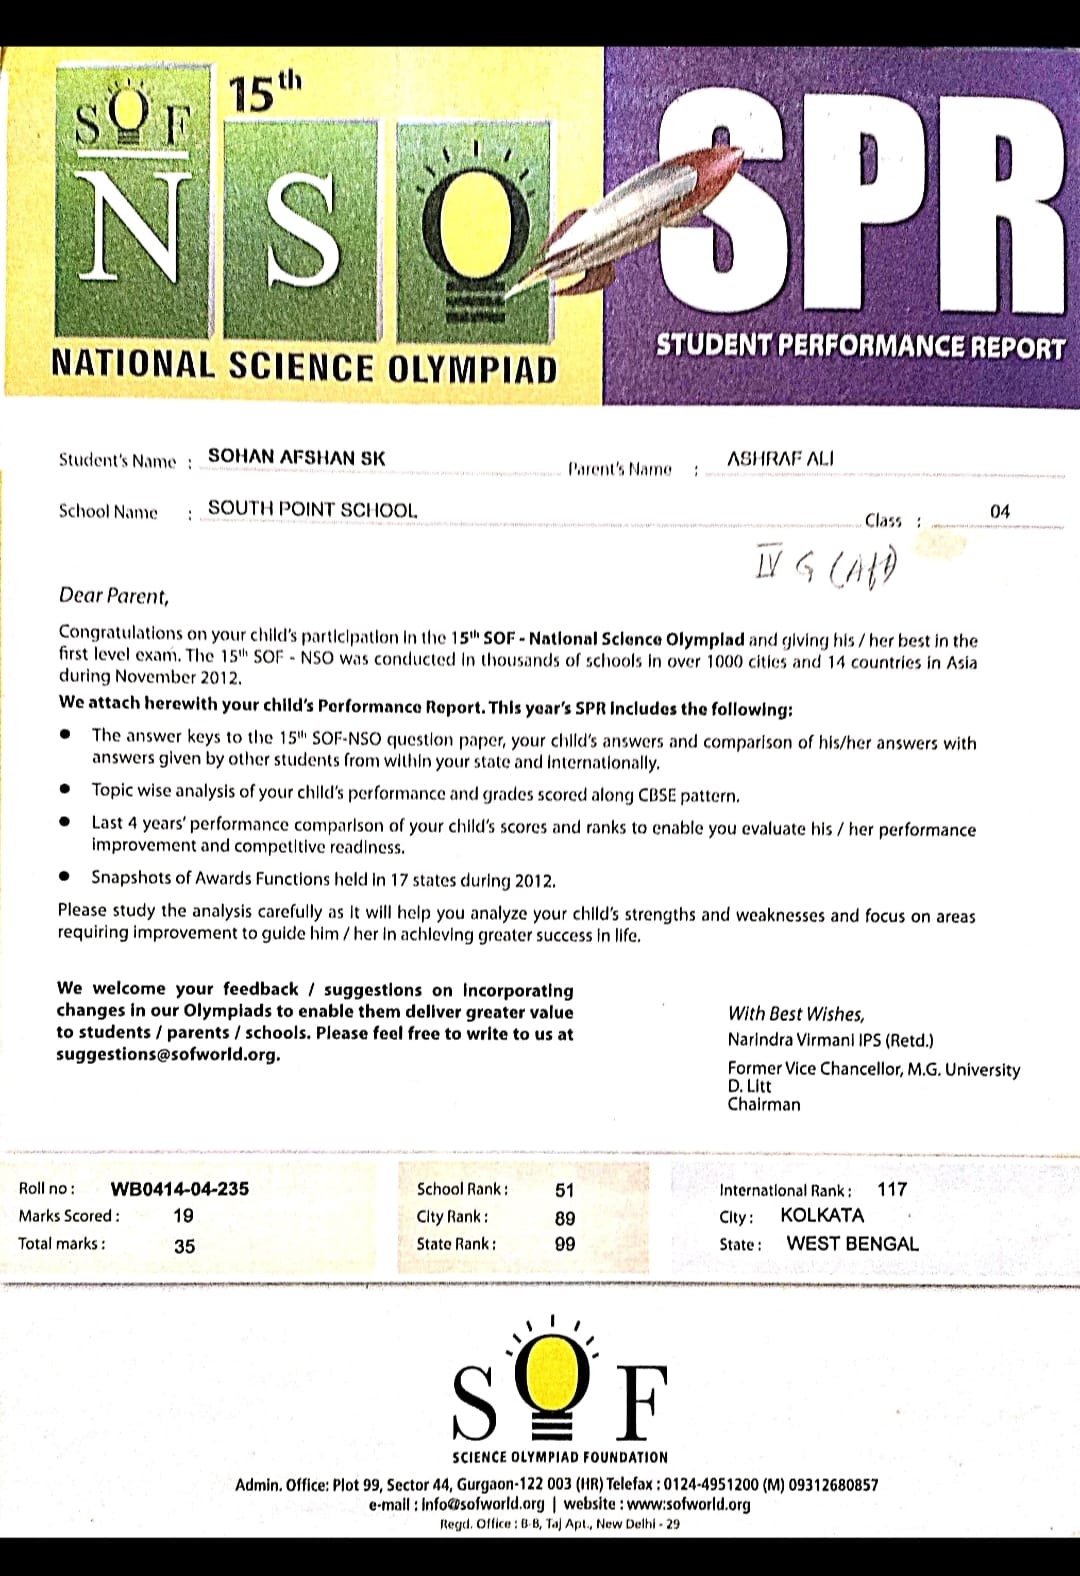 15th
SOF
NSO
NATIONAL SCIENCE OLYMPIAD
SPR
STUDENT PERFORMANCE REPORT
Student's Name : SOHAN AFSHAN SK Parent's Name : ASHRAF ALI
School Name : SOUTH POINT SCHOOL Class : 04
IV G
Dear Parent,
Congratulations on your child's participation in the 15th SOF - National Science Olympiad and giving his / her best in the
first level exam. The 15th SOF - NSO was conducted in thousands of schools in over 1000 cities and 14 countries in Asia
during November 2012.
We attach herewith your child's Performance Report. This year's SPR includes the following:
● The answer keys to the 15th SOF-NSO question paper, your child's answers and comparison of his/her answers with
answers given by other students from within your state and internationally.
● Topic wise analysis of your child's performance and grades scored along CBSE pattern.
● Last 4 years' performance comparison of your child's scores and ranks to enable you evaluate his / her performance
improvement and competitive readiness.
● Snapshots of Awards Functions held in 17 states during 2012.
Please study the analysis carefully as it will help you analyze your child's strengths and weaknesses and focus on areas
requiring improvement to guide him / her in achieving greater success in life.
We welcome your feedback / suggestions on incorporating
changes in our Olympiads to enable them deliver greater value
to students / parents / schools. Please feel free to write to us at
suggestions@sofworld.org.
With Best Wishes,
Narindra Virmani IPS (Retd.)
Former Vice Chancellor, M.G. University
D. Litt
Chairman
Roll no : WB0414-04-235
Marks Scored : 19
Total marks : 35
School Rank : 51
City Rank : 89
State Rank : 99
International Rank : 117
City : KOLKATA
State : WEST BENGAL
SOF
SCIENCE OLYMPIAD FOUNDATION
Admin. Office: Plot 99, Sector 44, Gurgaon-122 003 (HR) Telefax : 0124-4951200 (M) 09312680857
e-mail : info@sofworld.org | website : www.sofworld.org
Regd. Office : B-8, Taj Apt., New Delhi - 29